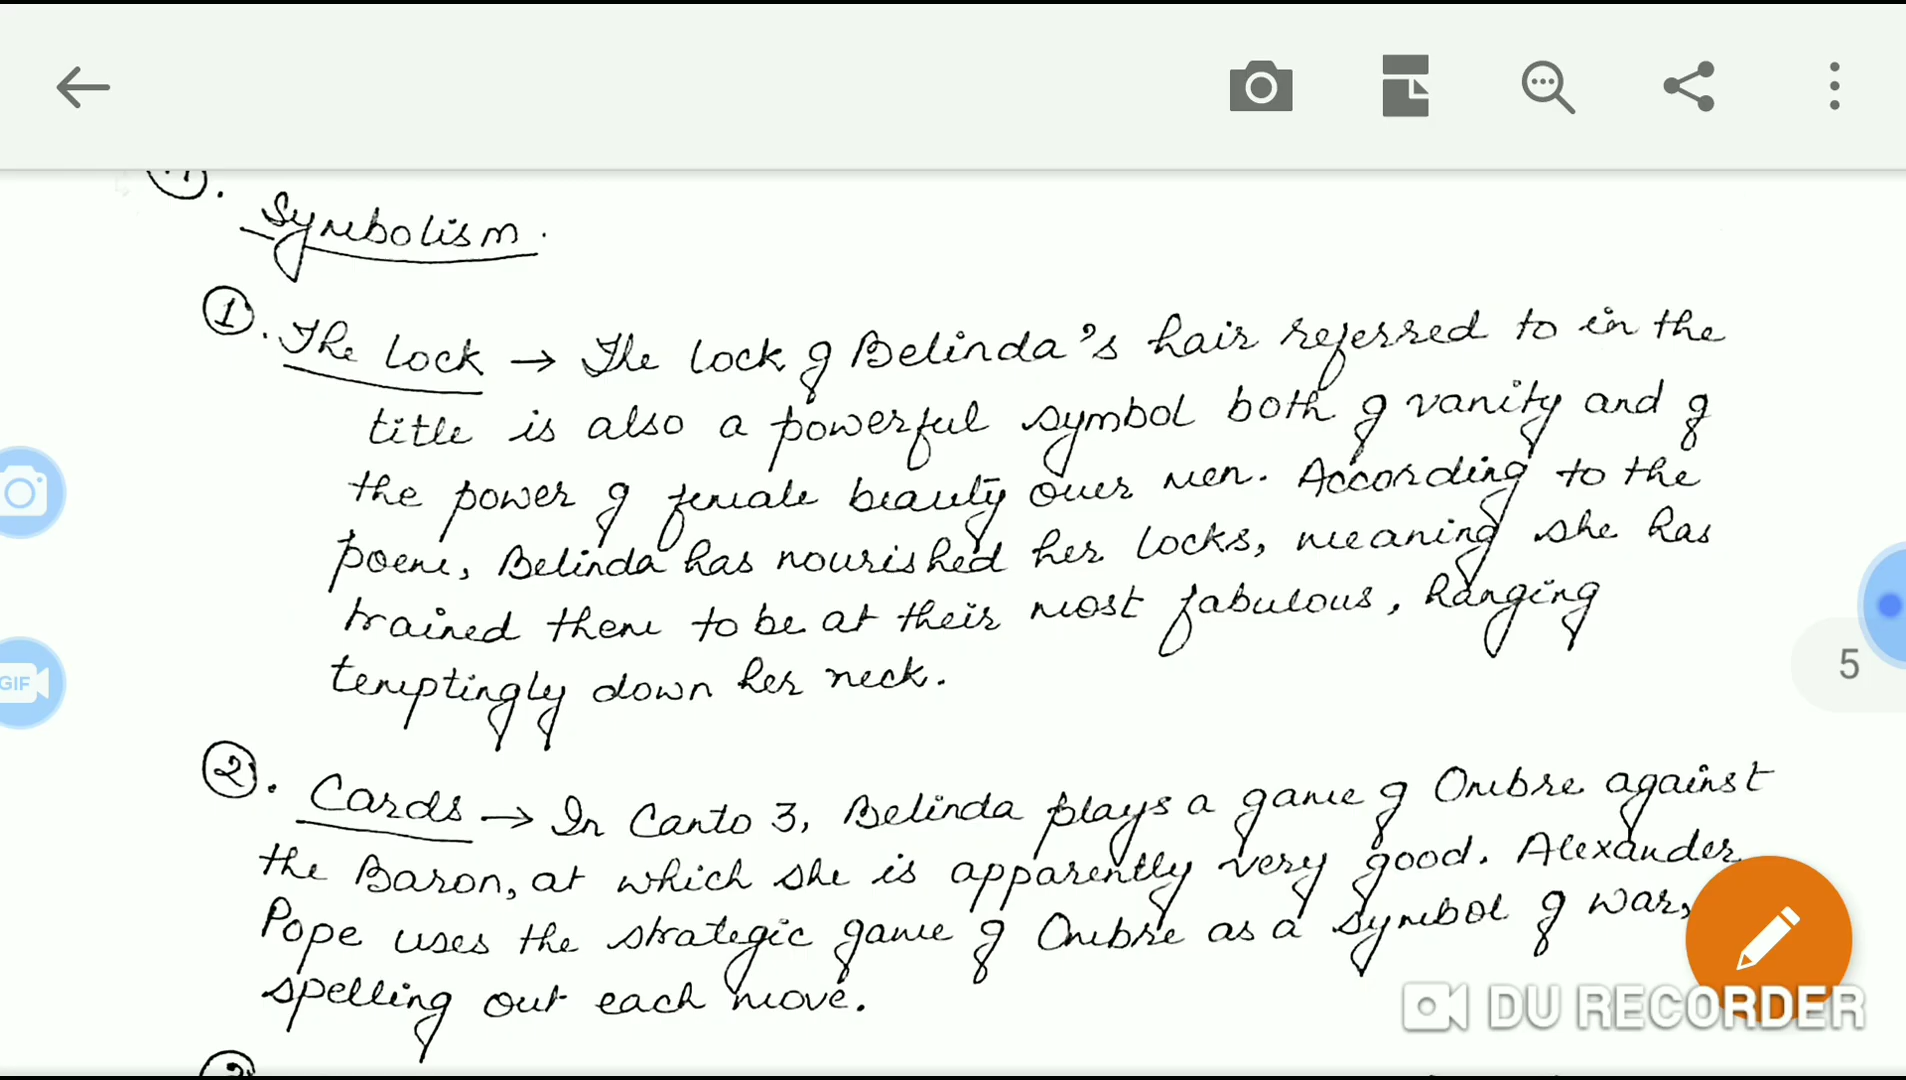 Symbolism.
1. The Lock → The lock of Belinda's hair referred to in the
title is also a powerful symbol both of vanity and of
the power of female beauty over men. According to the
poem, Belinda has nourished her locks, meaning she has
trained them to be at their most fabulous, hanging
temptingly down her neck.
2. Cards → In Canto 3, Belinda plays a game of Ombre against
the Baron, at which she is apparently very good. Alexander
Pope uses the strategic game of Ombre as a symbol of war,
spelling out each move.
GIF
5
DU RECORDER